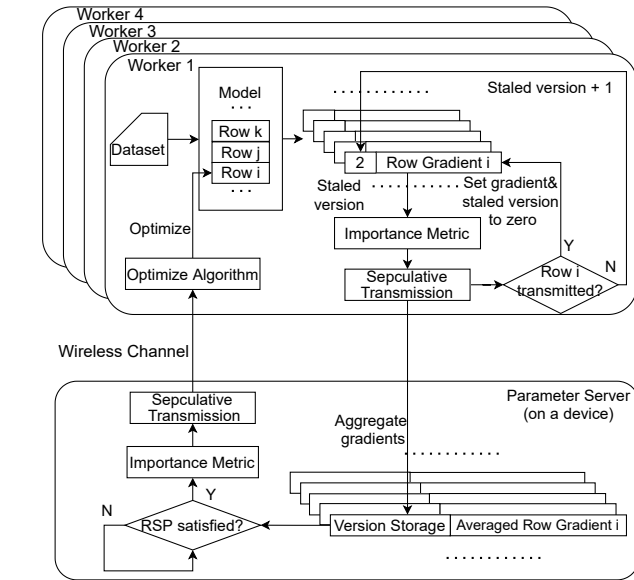 Worker 4
Worker 3
Worker 2
Worker 1
Model
. . .
Row k
Row j
Row i
. . .
Dataset
Optimize
Optimize Algorithm
. . . . . . . . . . . .
Staled version + 1
2
Row Gradient i
Staled
version
. . . . . . . . . . . .
Set gradient&
staled version
to zero
Importance Metric
Sepculative
Transmission
Row i
transmitted?
Y
N
Wireless Channel
Parameter Server
(on a device)
Sepculative
Transmission
Importance Metric
Aggregate
gradients
. . . . . . . . . . . .
N
Y
RSP satisfied?
Version Storage
Averaged Row Gradient i
. . . . . . . . . . . .